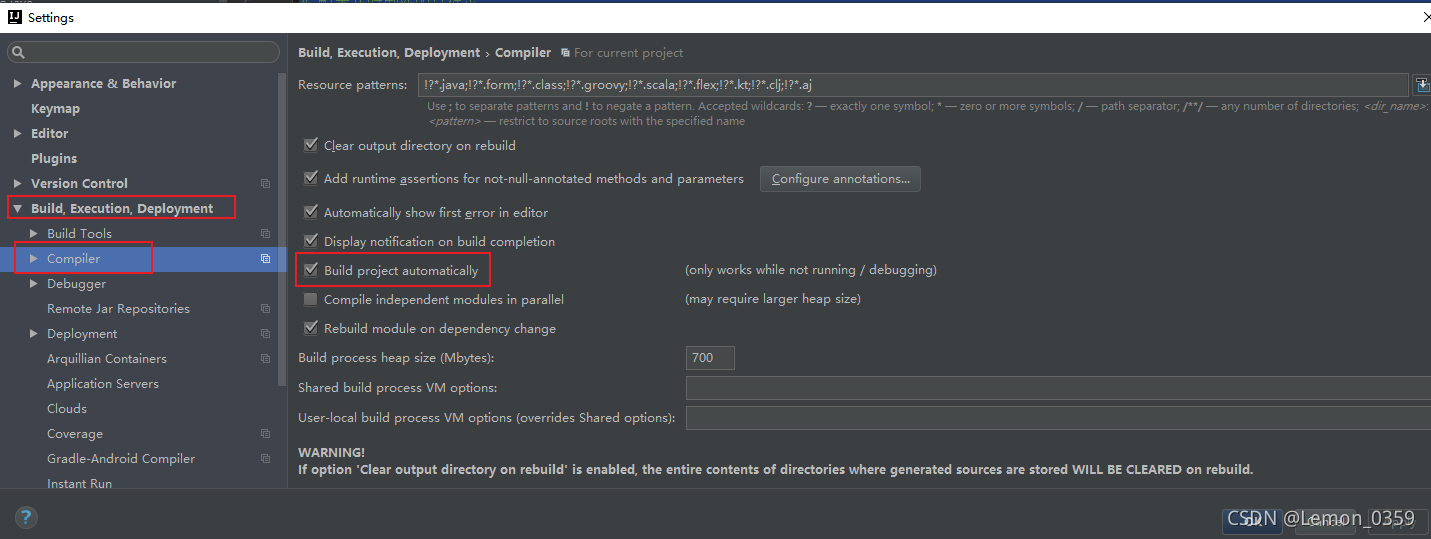 Settings
Appearance & Behavior
Keymap
Editor
Plugins
Version Control
Build, Execution, Deployment
Build Tools
Compiler
Debugger
Remote Jar Repositories
Deployment
Arquillian Containers
Application Servers
Clouds
Coverage
Gradle-Android Compiler
Instant Run
Build, Execution, Deployment › Compiler For current project
Resource patterns: !?*.java;!?*.form;!?*.class;!?*.groovy;!?*.scala;!?*.flex;!?*.kt;!?*.clj;!?*.aj
Use ; to separate patterns and ! to negate a pattern. Accepted wildcards: ? — exactly one symbol; * — zero or more symbols; / — path separator; /**/ — any number of directories; <dir_name>:
<pattern> — restrict to source roots with the specified name
Clear output directory on rebuild
Add runtime assertions for not-null-annotated methods and parameters Configure annotations...
Automatically show first error in editor
Display notification on build completion
Build project automatically (only works while not running / debugging)
Compile independent modules in parallel (may require larger heap size)
Rebuild module on dependency change
Build process heap size (Mbytes): 700
Shared build process VM options:
User-local build process VM options (overrides Shared options):
WARNING!
If option 'Clear output directory on rebuild' is enabled, the entire contents of directories where generated sources are stored WILL BE CLEARED on rebuild.
?
OK Cancel
CSDN @Lemon_0359